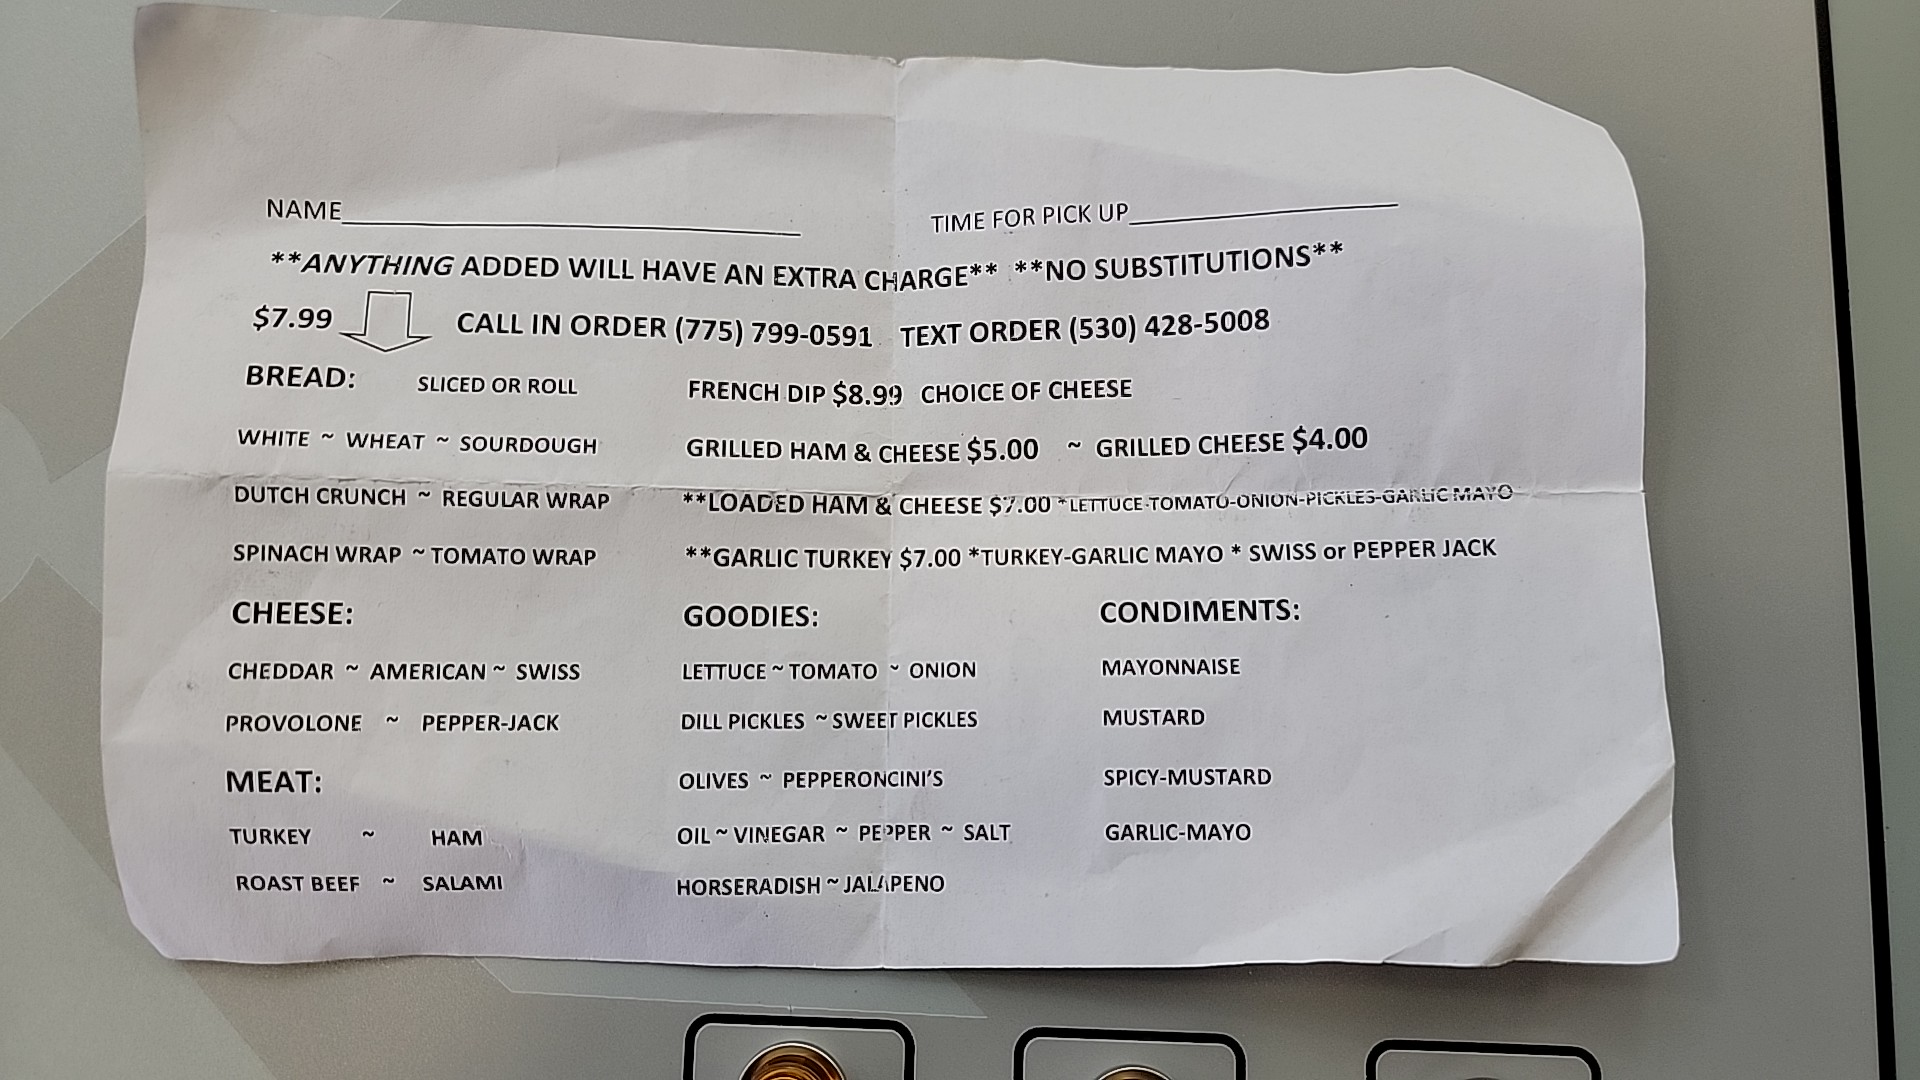 NAME_______________ TIME FOR PICK UP_______________
**ANYTHING ADDED WILL HAVE AN EXTRA CHARGE** **NO SUBSTITUTIONS**
$7.99 CALL IN ORDER (775) 799-0591 TEXT ORDER (530) 428-5008
BREAD: SLICED OR ROLL FRENCH DIP $8.99 CHOICE OF CHEESE
WHITE ~ WHEAT ~ SOURDOUGH GRILLED HAM & CHEESE $5.00 ~ GRILLED CHEESE $4.00
DUTCH CRUNCH ~ REGULAR WRAP **LOADED HAM & CHEESE $7.00 *LETTUCE-TOMATO-ONION-PICKLES-GARLIC MAYO
SPINACH WRAP ~ TOMATO WRAP **GARLIC TURKEY $7.00 *TURKEY-GARLIC MAYO * SWISS or PEPPER JACK
CHEESE: GOODIES: CONDIMENTS:
CHEDDAR ~ AMERICAN ~ SWISS LETTUCE ~ TOMATO ~ ONION MAYONNAISE
PROVOLONE ~ PEPPER-JACK DILL PICKLES ~ SWEET PICKLES MUSTARD
MEAT: OLIVES ~ PEPPERONCINI'S SPICY-MUSTARD
TURKEY ~ HAM OIL ~ VINEGAR ~ PEPPER ~ SALT GARLIC-MAYO
ROAST BEEF ~ SALAMI HORSERADISH ~ JALAPENO